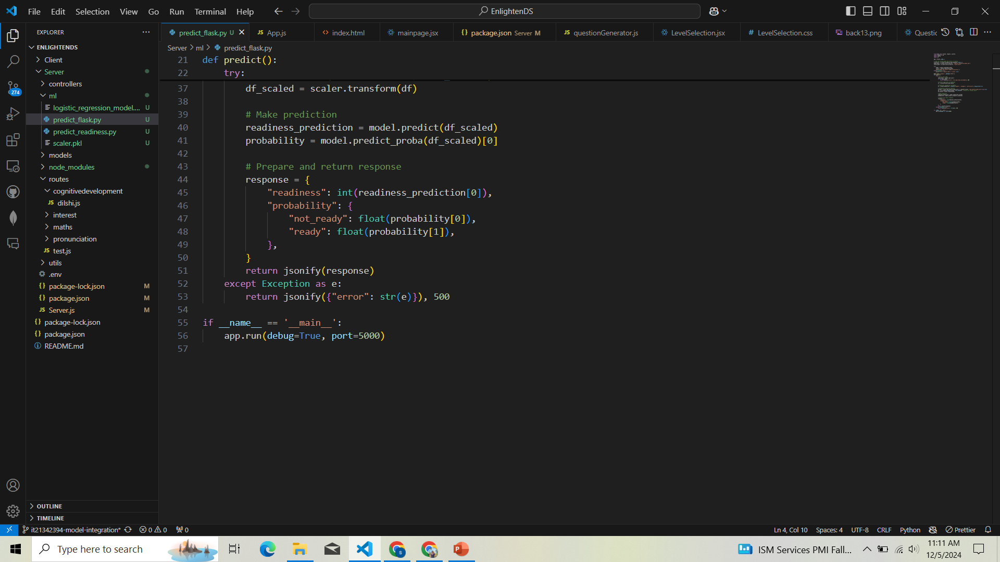 File Edit Selection View Go Run Terminal Help
EnlightenDS
EXPLORER
predict_flask.py U
JS App.js
index.html
mainpage.jsx
{} package.json Server M
JS questionGenerator.js
LevelSelection.jsx
# LevelSelection.css
back13.png
Questic
ENLIGHTENDS
Client
Server
controllers
ml
logistic_regression_model.... U
predict_flask.py U
predict_readiness.py U
scaler.pkl U
models
node_modules
routes
cognitivedevelopment
JS dilshi.js
interest
maths
pronunciation
JS test.js
utils
.env
{} package-lock.json M
{} package.json M
JS Server.js M
{} package-lock.json
{} package.json
README.md
OUTLINE
TIMELINE
274
Server > ml > predict_flask.py
21 def predict():
22 try:
37 df_scaled = scaler.transform(df)
38
39 # Make prediction
40 readiness_prediction = model.predict(df_scaled)
41 probability = model.predict_proba(df_scaled)[0]
42
43 # Prepare and return response
44 response = {
45 "readiness": int(readiness_prediction[0]),
46 "probability": {
47 "not_ready": float(probability[0]),
48 "ready": float(probability[1]),
49 },
50 }
51 return jsonify(response)
52 except Exception as e:
53 return jsonify({"error": str(e)}), 500
54
55 if __name__ == '__main__':
56 app.run(debug=True, port=5000)
57
it21342394-model-integration* 0 0 0
Ln 4, Col 10 Spaces: 4 UTF-8 CRLF Python Prettier
Type here to search
ISM Services PMI Fall...
11:11 AM
12/5/2024